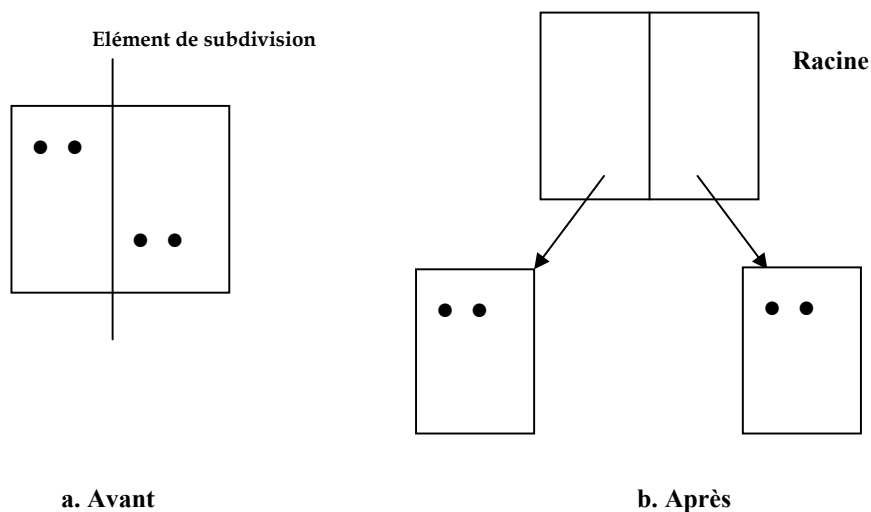 Elément de subdivision
Racine
a. Avant
b. Après